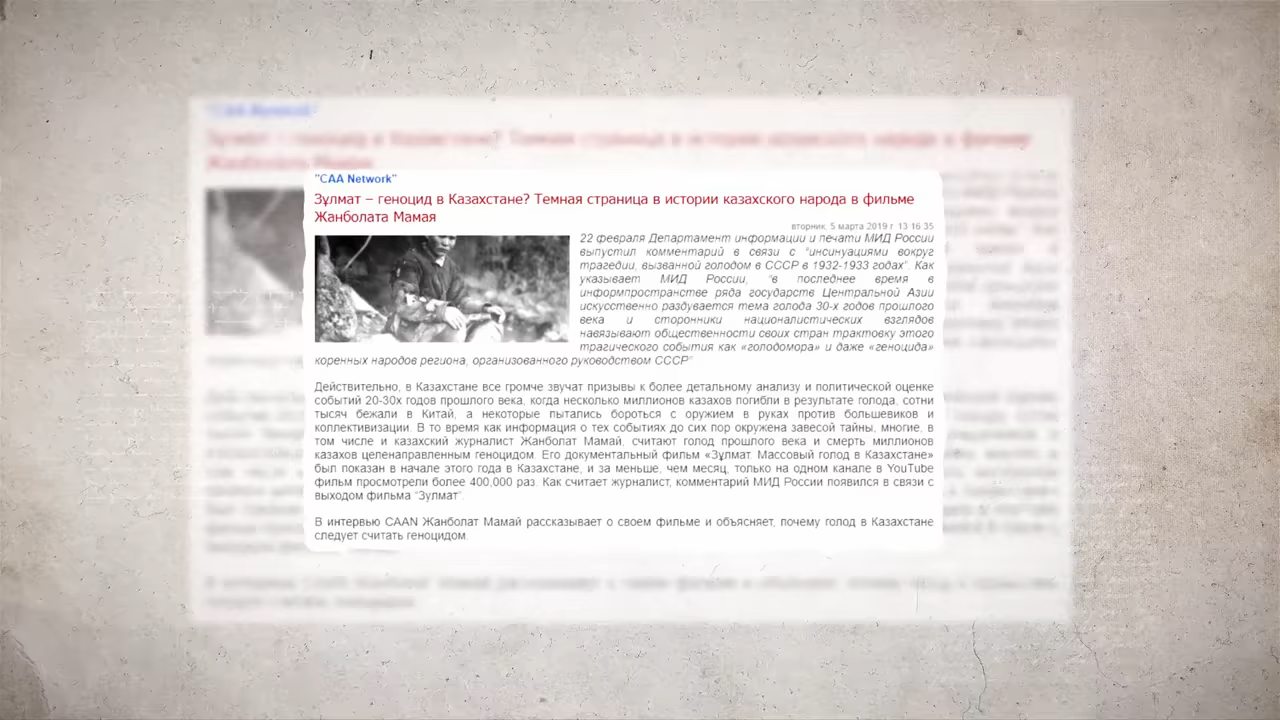 "CAA Network"
Зұлмат – геноцид в Казахстане? Темная страница в истории казахского народа в фильме
Жанболата Мамая
вторник, 5 марта 2019 г. 13:16:35
22 февраля Департамент информации и печати МИД России
выпустил комментарий в связи с "инсинуациями вокруг
трагедии, вызванной голодом в СССР в 1932-1933 годах". Как
указывает МИД России, "в последнее время в
информпространстве ряда государств Центральной Азии
искусственно раздувается тема голода 30-х годов прошлого
века и сторонники националистических взглядов
навязывают общественности своих стран трактовку этого
трагического события как «голодомора» и даже «геноцида»
коренных народов региона, организованного руководством СССР"
Действительно, в Казахстане все громче звучат призывы к более детальному анализу и политической оценке
событий 20-30х годов прошлого века, когда несколько миллионов казахов погибли в результате голода, сотни
тысяч бежали в Китай, а некоторые пытались бороться с оружием в руках против большевиков и
коллективизации. В то время как информация о тех событиях до сих пор окружена завесой тайны, многие, в
том числе и казахский журналист Жанболат Мамай, считают голод прошлого века и смерть миллионов
казахов целенаправленным геноцидом. Его документальный фильм «Зұлмат. Массовый голод в Казахстане»
был показан в начале этого года в Казахстане, и за меньше, чем месяц, только на одном канале в YouTube
фильм просмотрели более 400,000 раз. Как считает журналист, комментарий МИД России появился в связи с
выходом фильма "Зулмат".
В интервью CAAN Жанболат Мамай рассказывает о своем фильме и объясняет, почему голод в Казахстане
следует считать геноцидом.